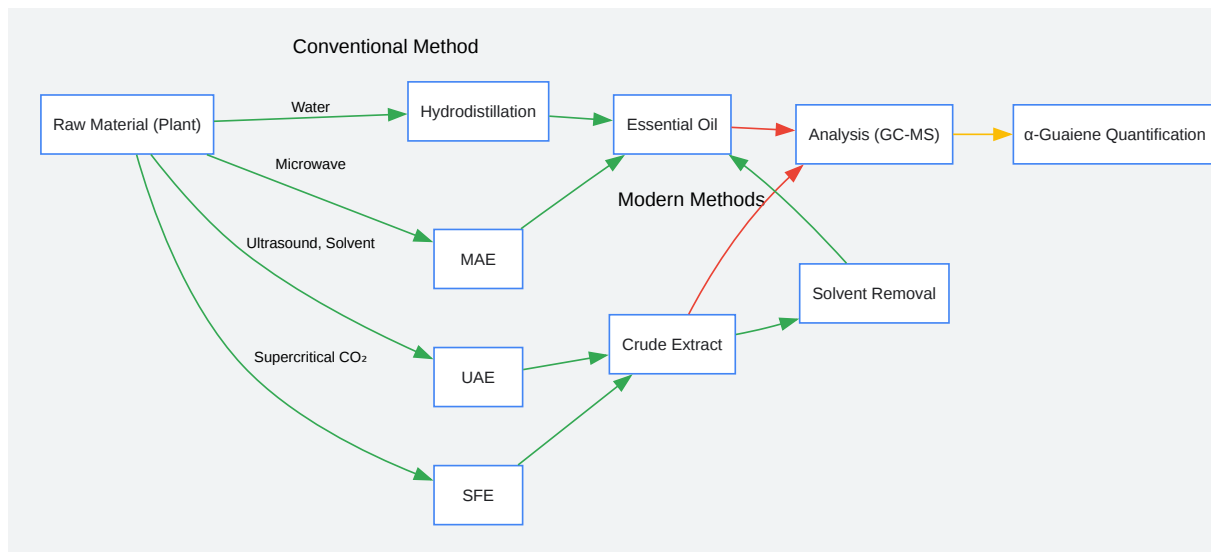 Conventional Method
Raw Material (Plant)
Water
Hydrodistillation
Essential Oil
Analysis (GC-MS)
α-Guaiene Quantification
Microwave
Modern Methods
Ultrasound, Solvent
MAE
Solvent Removal
Crude Extract
Supercritical CO₂
UAE
SFE